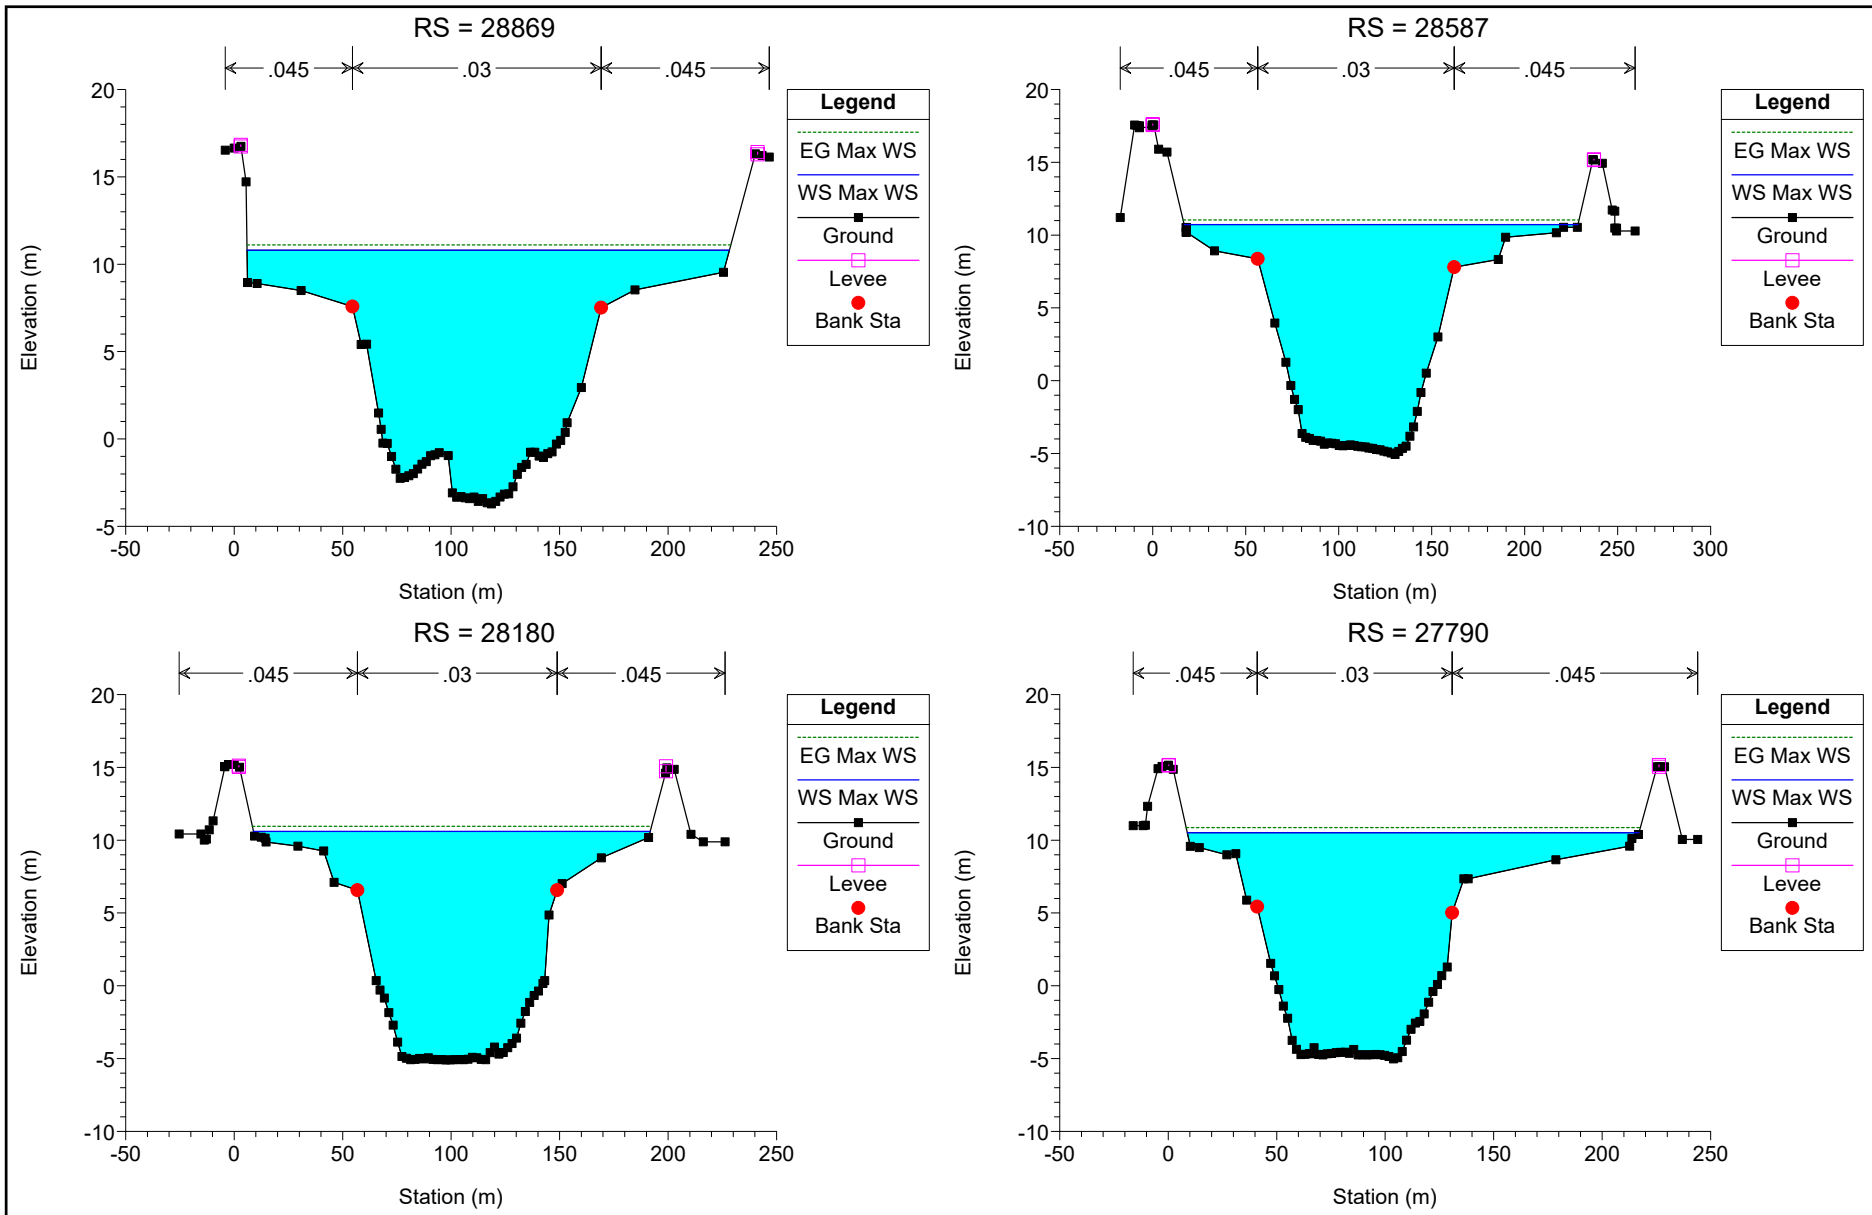 RS = 28869
.045 .03 .045
20
15
10
5
0
-5
-50 0 50 100 150 200 250
Station (m)
Elevation (m)
Legend
EG Max WS
WS Max WS
Ground
Levee
Bank Sta
RS = 28587
.045 .03 .045
20
15
10
5
0
-5
-10
-50 0 50 100 150 200 250 300
Station (m)
Elevation (m)
Legend
EG Max WS
WS Max WS
Ground
Levee
Bank Sta
RS = 28180
.045 .03 .045
20
15
10
5
0
-5
-10
-50 0 50 100 150 200 250
Station (m)
Elevation (m)
Legend
EG Max WS
WS Max WS
Ground
Levee
Bank Sta
RS = 27790
.045 .03 .045
20
15
10
5
0
-5
-10
-50 0 50 100 150 200 250
Station (m)
Elevation (m)
Legend
EG Max WS
WS Max WS
Ground
Levee
Bank Sta